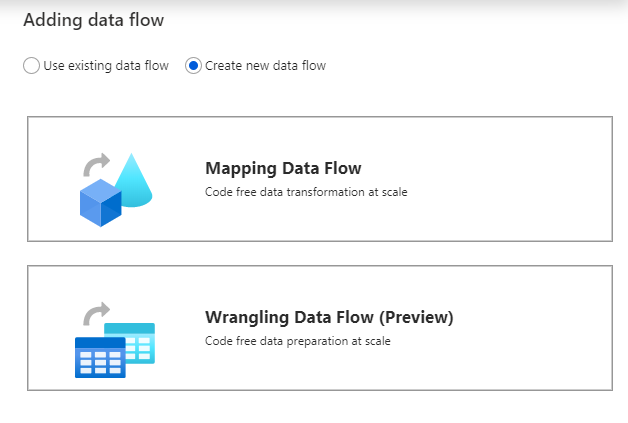 Adding data flow
Use existing data flow Create new data flow
Mapping Data Flow
Code free data transformation at scale
Wrangling Data Flow (Preview)
Code free data preparation at scale